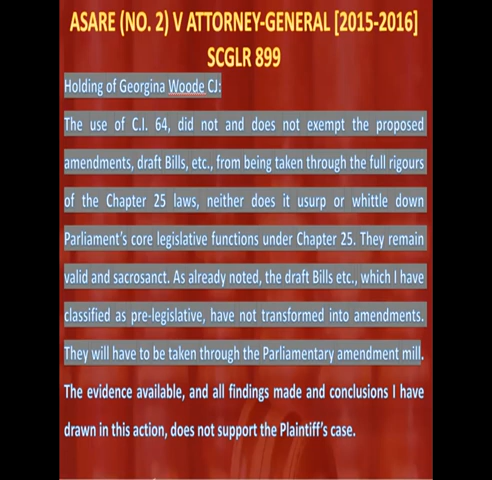 ASARE (NO. 2) V ATTORNEY-GENERAL [2015-2016]
SCGLR 899
Holding of Georgina Woode CJ:
The use of C.I. 64, did not and does not exempt the proposed
amendments, draft Bills, etc., from being taken through the full rigours
of the Chapter 25 laws, neither does it usurp or whittle down
Parliament's core legislative functions under Chapter 25. They remain
valid and sacrosanct. As already noted, the draft Bills etc., which I have
classified as pre-legislative, have not transformed into amendments.
They will have to be taken through the Parliamentary amendment mill.
The evidence available, and all findings made and conclusions I have
drawn in this action, does not support the Plaintiff's case.